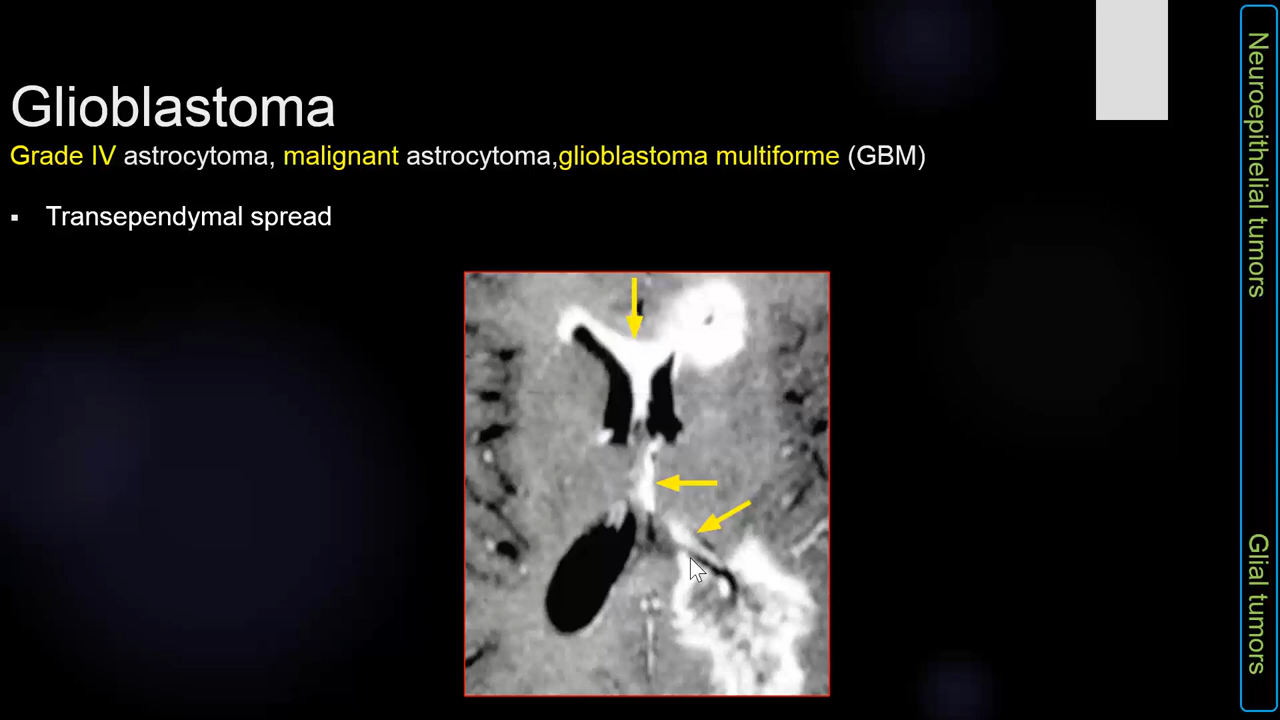 Glioblastoma
Grade IV astrocytoma, malignant astrocytoma,glioblastoma multiforme (GBM)
▪ Transependymal spread
Neuroepithelial tumors
Glial tumors